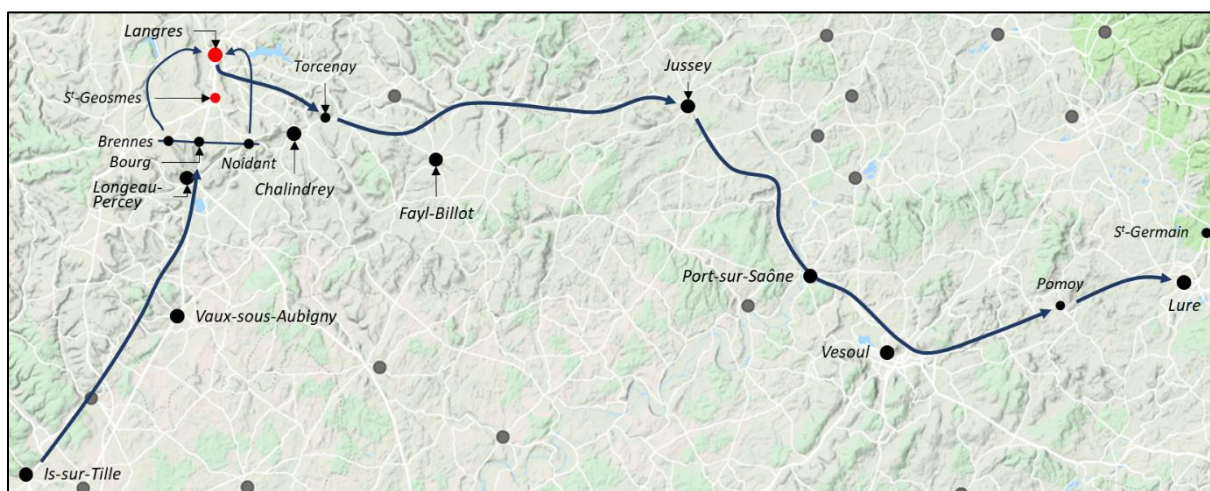 Langres
Torcenay
Jussey
Sᵗ-Geosmes
Brennes
Bourg
Noidant
Longeau-
Percey
Chalindrey
Fayl-Billot
Sᵗ-Germain
Port-sur-Saône
Pomoy
Lure
Vaux-sous-Aubigny
Vesoul
Is-sur-Tille